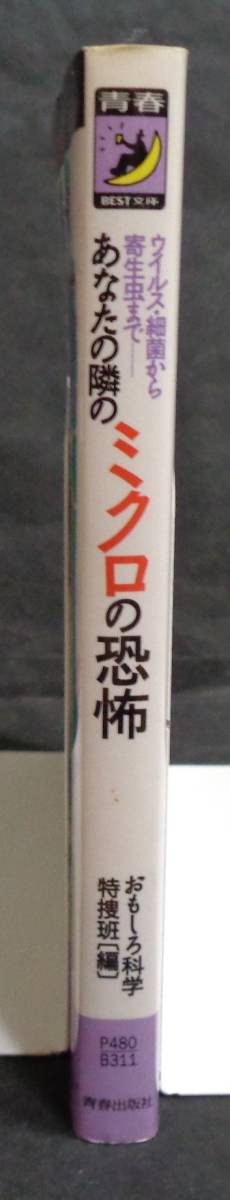 青春
BEST文庫
ウイルス・細菌から
寄生虫まで――
あなたの隣の
ミクロの恐怖
おもしろ科学
特捜班[編]
P480
B311
青春出版社